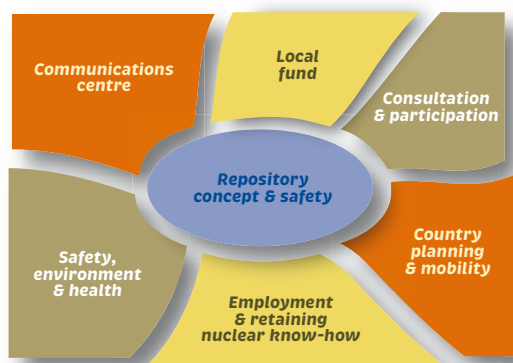 Communications
centre
Local
fund
Consultation
& participation
Repository
concept & safety
Safety,
environment
& health
Country
planning
& mobility
Employment
& retaining
nuclear know-how